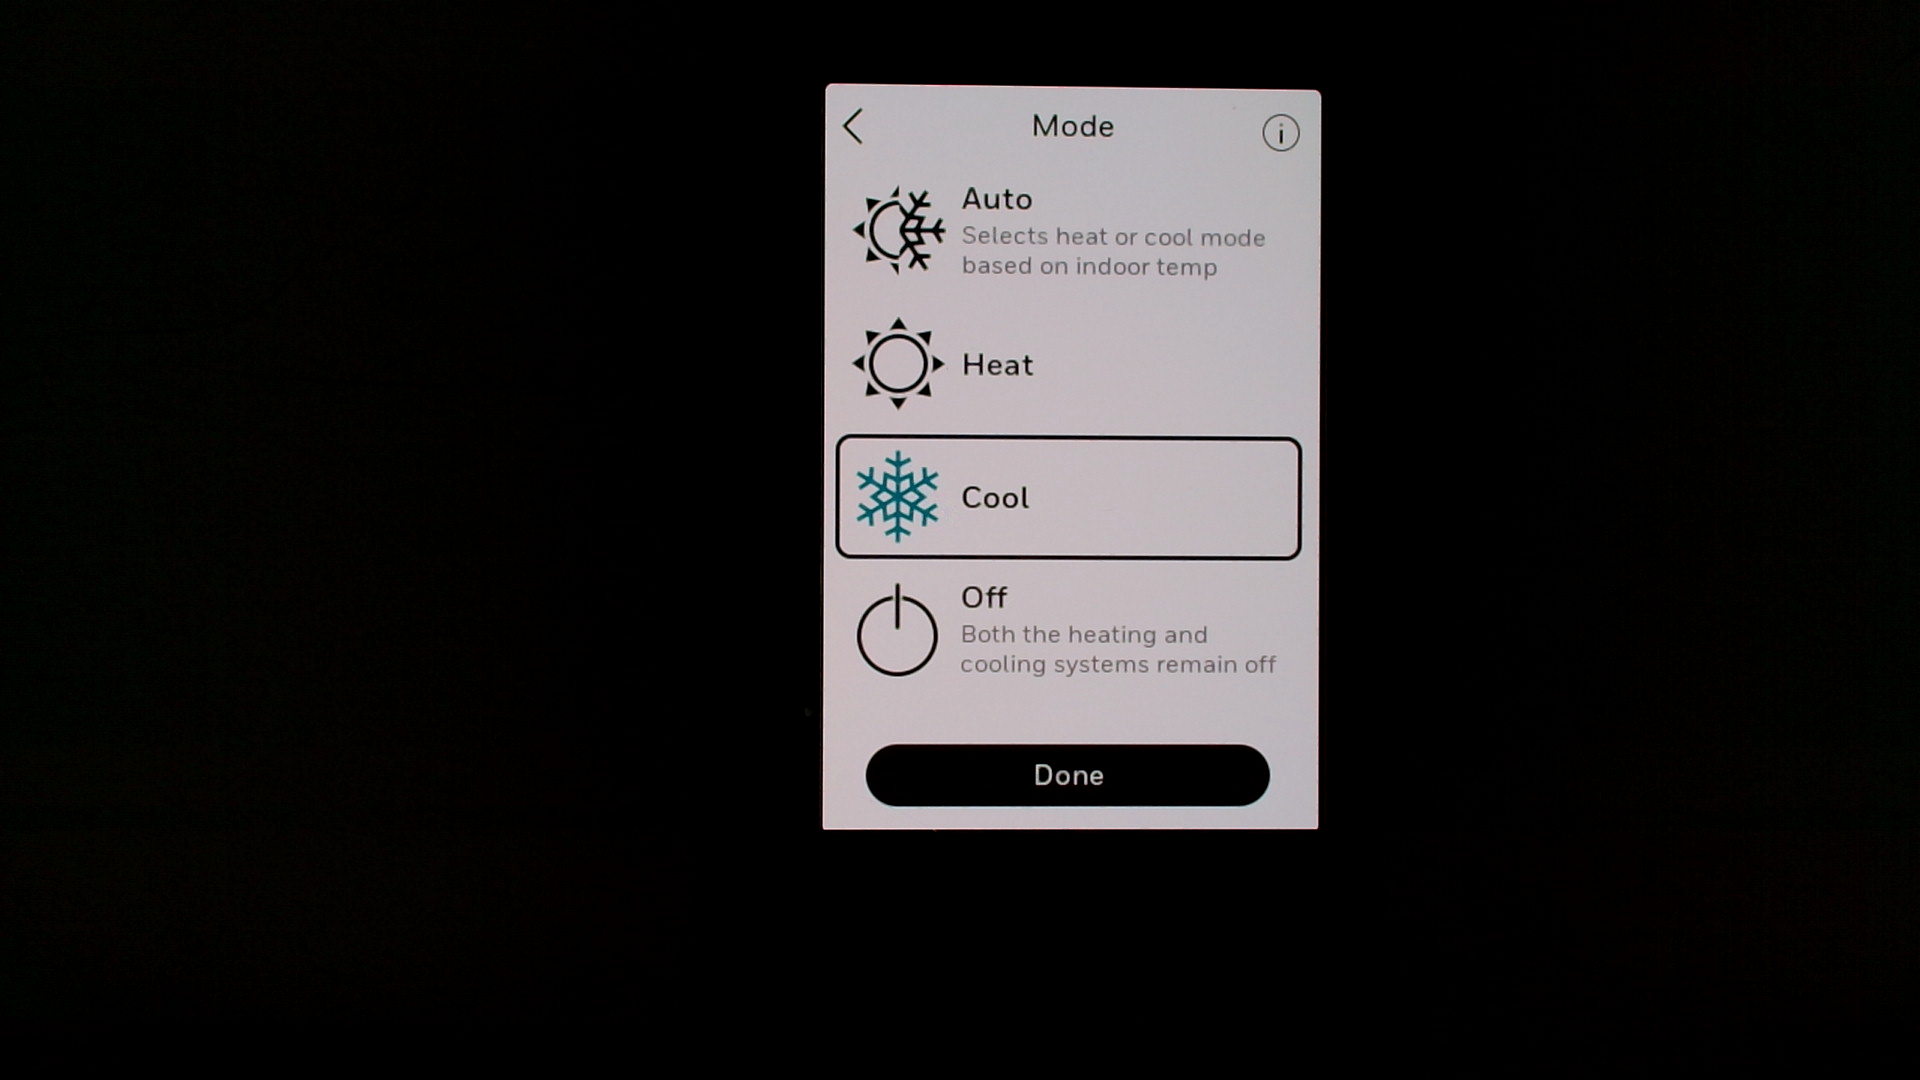 Mode
Auto
Selects heat or cool mode
based on indoor temp
Heat
Cool
Off
Both the heating and
cooling systems remain off
Done